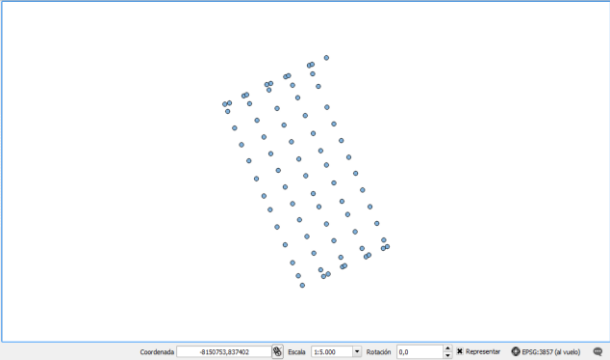 Coordenada -8150753,837402 Escala 1:5.000 Rotación 0,0 Representar EPSG:3857 (al vuelo)